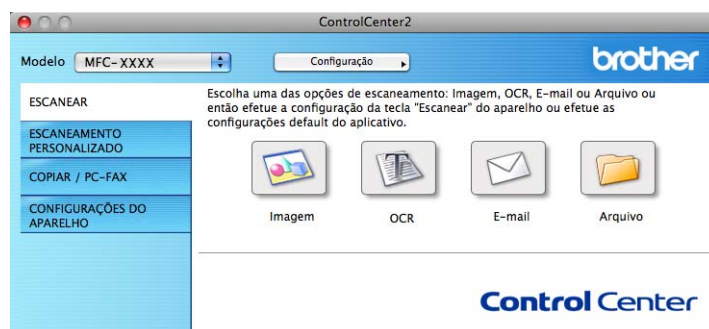 ControlCenter2
Modelo MFC-XXXX Configuração brother
ESCANEAR
ESCANEAMENTO
PERSONALIZADO
COPIAR / PC-FAX
CONFIGURAÇÕES DO
APARELHO
Escolha uma das opções de escaneamento: Imagem, OCR, E-mail ou Arquivo ou
então efetue a configuração da tecla "Escanear" do aparelho ou efetue as
configurações default do aplicativo.
Imagem OCR E-mail Arquivo
Control Center